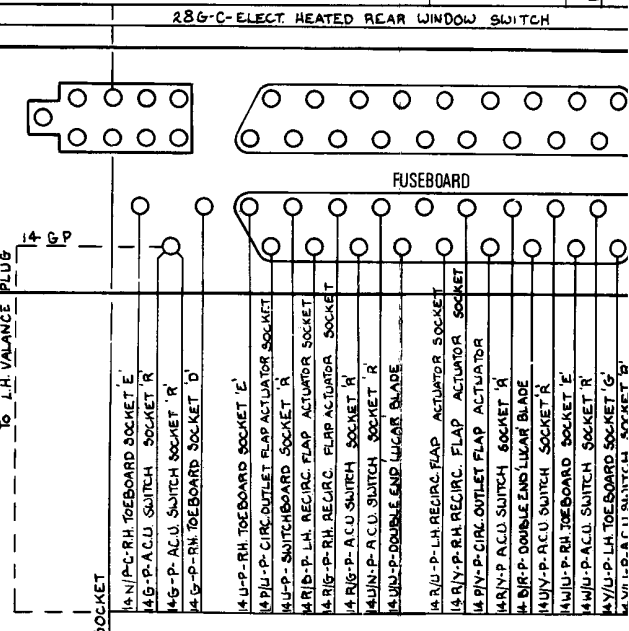 28G-C-ELECT. HEATED REAR WINDOW SWITCH
FUSEBOARD
14 GP
TO L.H. VALANCE PLUG
SOCKET
14 N/P-C-R.H. TOEBOARD SOCKET 'E'
14 G-P-A.C.U. SWITCH SOCKET 'R'
14 G-P-A.C.U. SWITCH SOCKET 'R'
14 G-P-R.H. TOEBOARD SOCKET 'D'
14 U-P-R.H. TOEBOARD SOCKET 'E'
14 P/U-P-CIRC. OUTLET FLAP ACTUATOR SOCKET
14 U-P-SWITCHBOARD SOCKET 'R'
14 R/B-P-L.H. RECIRC. FLAP ACTUATOR SOCKET
14 R/G-P-R.H. RECIRC. FLAP ACTUATOR SOCKET
14 R/G-P-A.C.U. SWITCH SOCKET 'R'
14 U/N-P-A.C.U. SWITCH SOCKET 'R'
14 U/W-P-DOUBLE END 'LUCAR' BLADE
14 R/U-P-L.H. RECIRC. FLAP ACTUATOR SOCKET
14 R/Y-P-R.H. RECIRC. FLAP ACTUATOR SOCKET
14 P/Y-P-CIRC. OUTLET FLAP ACTUATOR
14 R/Y-P-A.C.U. SWITCH SOCKET 'R'
14 B/R-P-DOUBLE END 'LUCAR' BLADE
14 U/Y-P-A.C.U. SWITCH SOCKET 'R'
14 W/U-P-R.H. TOEBOARD SOCKET 'E'
14 W/U-P-A.C.U. SWITCH SOCKET 'R'
14 Y/U-P-L.H. TOEBOARD SOCKET 'G'
14 Y/U-P-A.C.U. SWITCH SOCKET 'R'